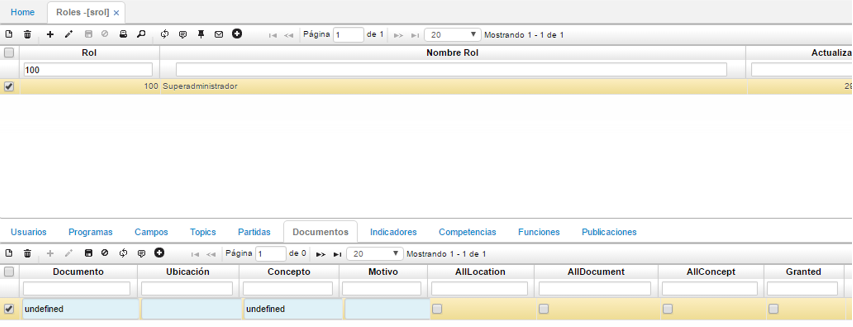 Home Roles -[srol] ×
Página 1 de 1 20 Mostrando 1 - 1 de 1
Rol Nombre Rol Actualiza
100
100 Superadministrador 29
Usuarios Programas Campos Topics Partidas Documentos Indicadores Competencias Funciones Publicaciones
Página 1 de 0 20 Mostrando 1 - 1 de 1
Documento Ubicación Concepto Motivo AllLocation AllDocument AllConcept Granted
undefined undefined